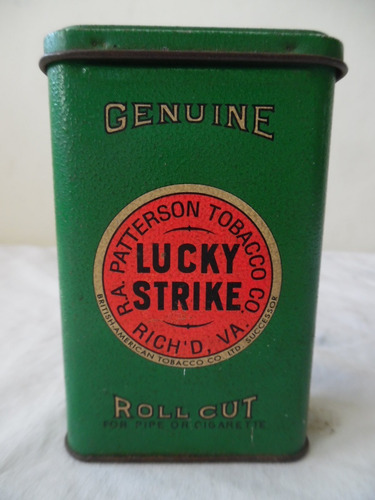 GENUINE
R.A. PATTERSON TOBACCO CO.
LUCKY
STRIKE
RICH'D, VA.
BRITISH-AMERICAN TOBACCO CO. LTD. SUCCESSOR
ROLL CUT
FOR PIPE OR CIGARETTE